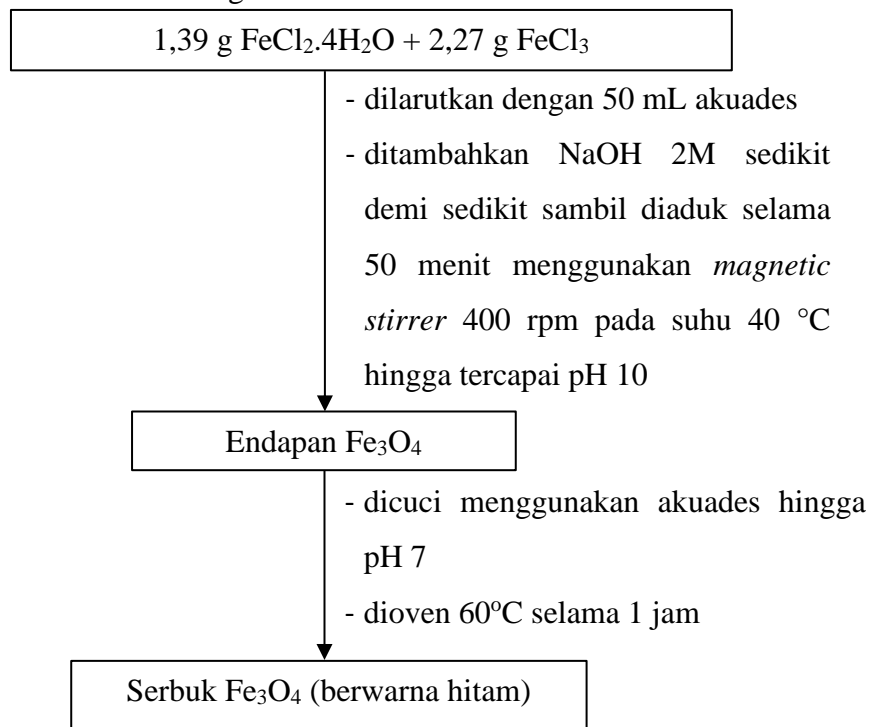 1,39 g FeCl₂.4H₂O + 2,27 g FeCl₃
- dilarutkan dengan 50 mL akuades
- ditambahkan NaOH 2M sedikit
demi sedikit sambil diaduk selama
50 menit menggunakan magnetic
stirrer 400 rpm pada suhu 40 °C
hingga tercapai pH 10
Endapan Fe₃O₄
- dicuci menggunakan akuades hingga
pH 7
- dioven 60°C selama 1 jam
Serbuk Fe₃O₄ (berwarna hitam)